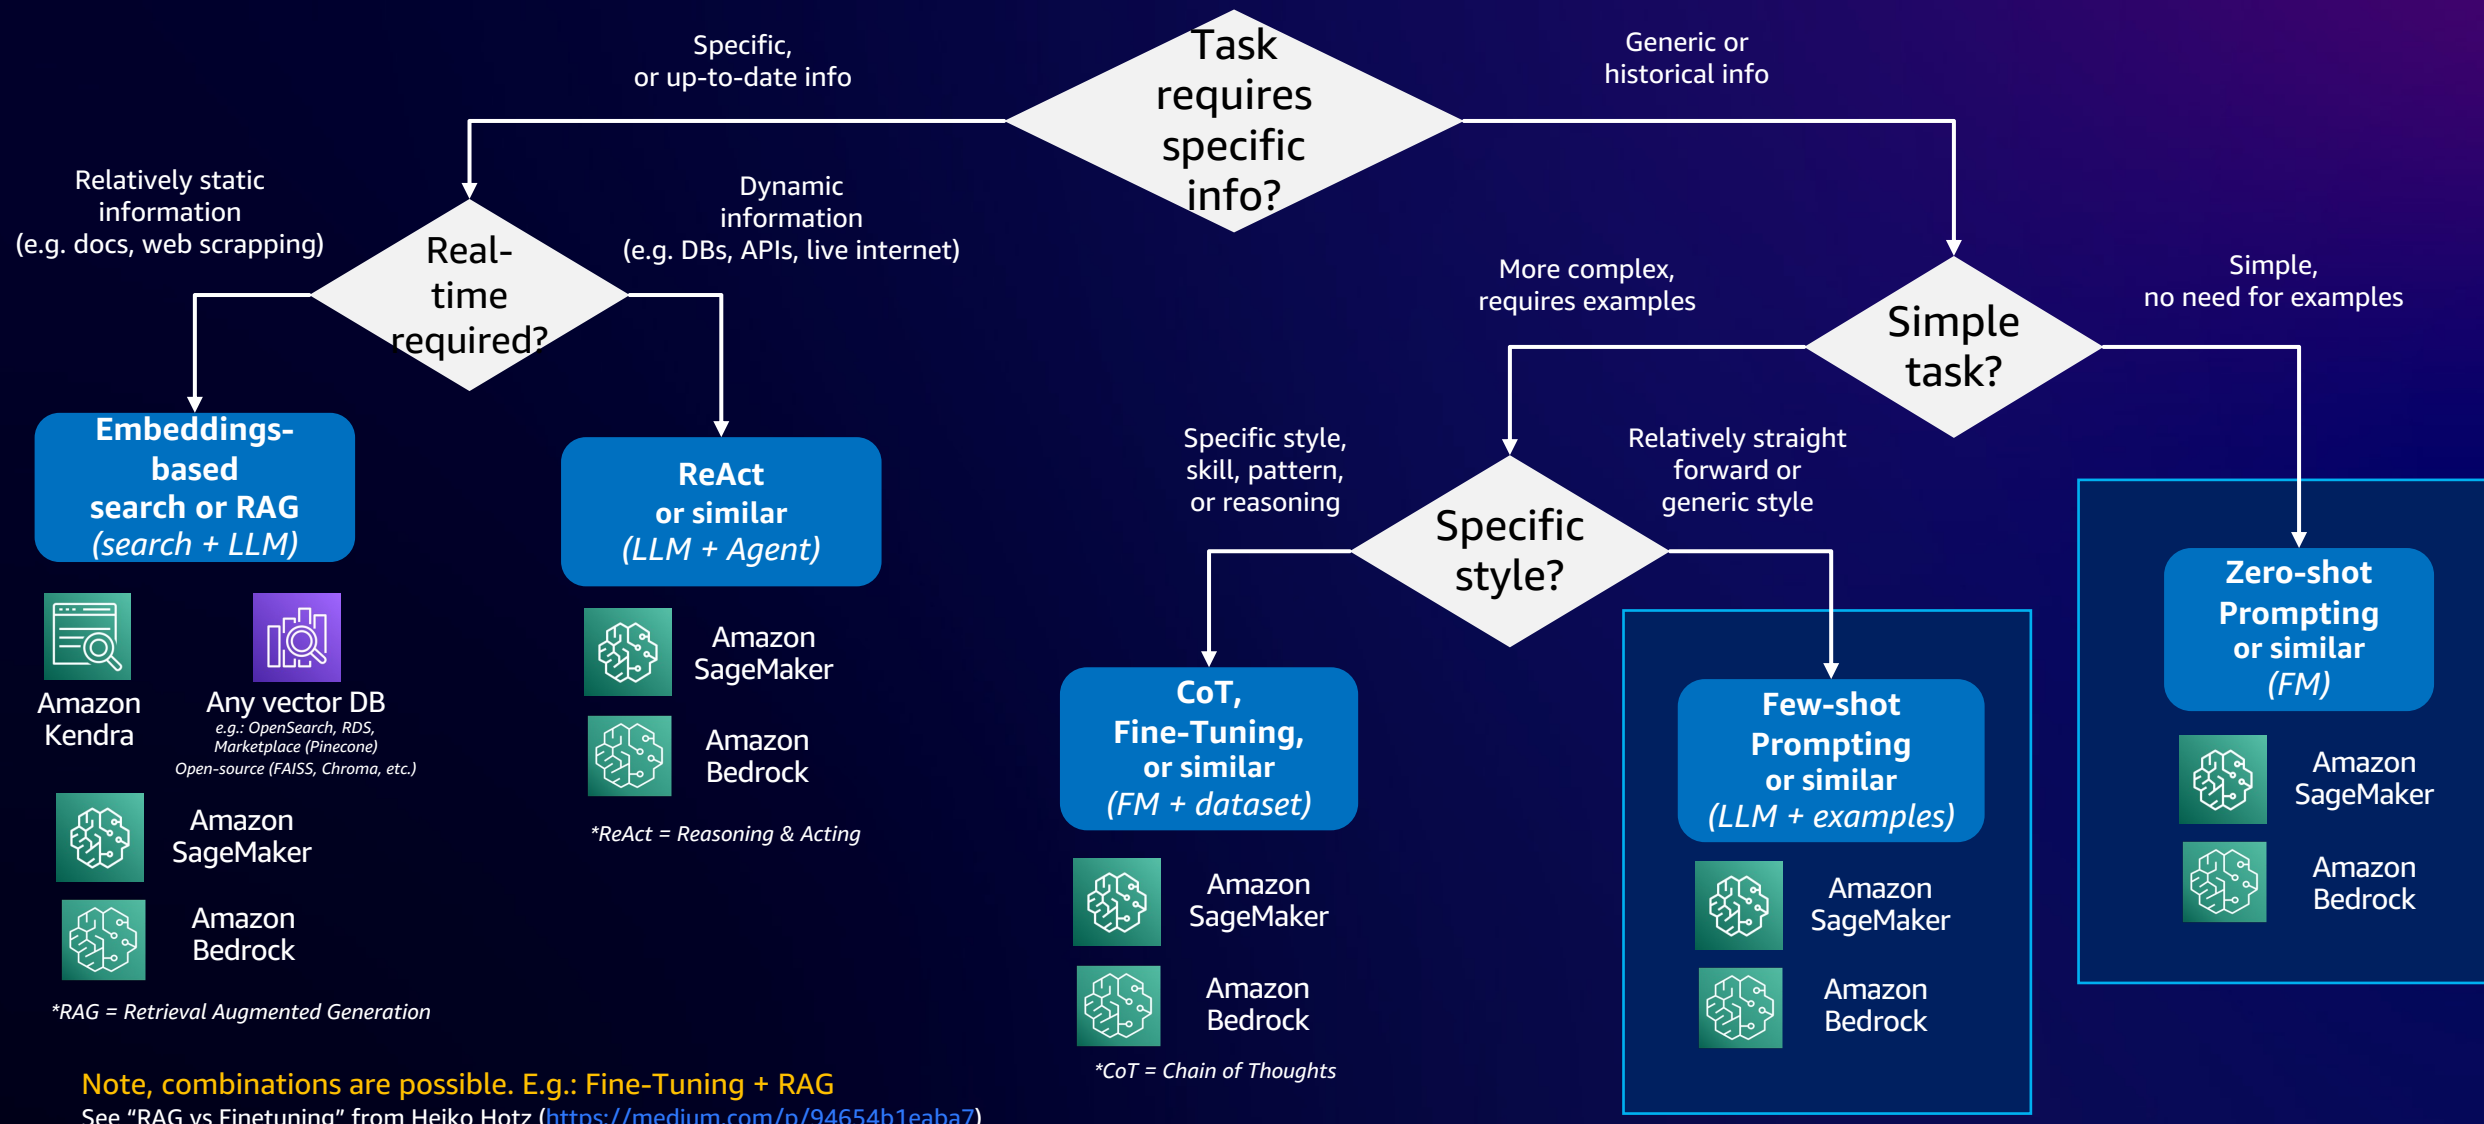 Task
requires
specific
info?
Specific,
or up-to-date info
Generic or
historical info
Relatively static
information
(e.g. docs, web scrapping)
Real-
time
required?
Dynamic
information
(e.g. DBs, APIs, live internet)
More complex,
requires examples
Simple
task?
Simple,
no need for examples
Embeddings-
based
search or RAG
(search + LLM)
ReAct
or similar
(LLM + Agent)
Specific style,
skill, pattern,
or reasoning
Specific
style?
Relatively straight
forward or
generic style
Zero-shot
Prompting
or similar
(FM)
Amazon
Kendra
Any vector DB
e.g.: OpenSearch, RDS,
Marketplace (Pinecone)
Open-source (FAISS, Chroma, etc.)
Amazon
SageMaker
Amazon
Bedrock
*RAG = Retrieval Augmented Generation
Amazon
SageMaker
Amazon
Bedrock
*ReAct = Reasoning & Acting
CoT,
Fine-Tuning,
or similar
(FM + dataset)
Amazon
SageMaker
Amazon
Bedrock
*CoT = Chain of Thoughts
Few-shot
Prompting
or similar
(LLM + examples)
Amazon
SageMaker
Amazon
Bedrock
Amazon
SageMaker
Amazon
Bedrock
Note, combinations are possible. E.g.: Fine-Tuning + RAG
See “RAG vs Finetuning” from Heiko Hotz (https://medium.com/p/94654b1eaba7)